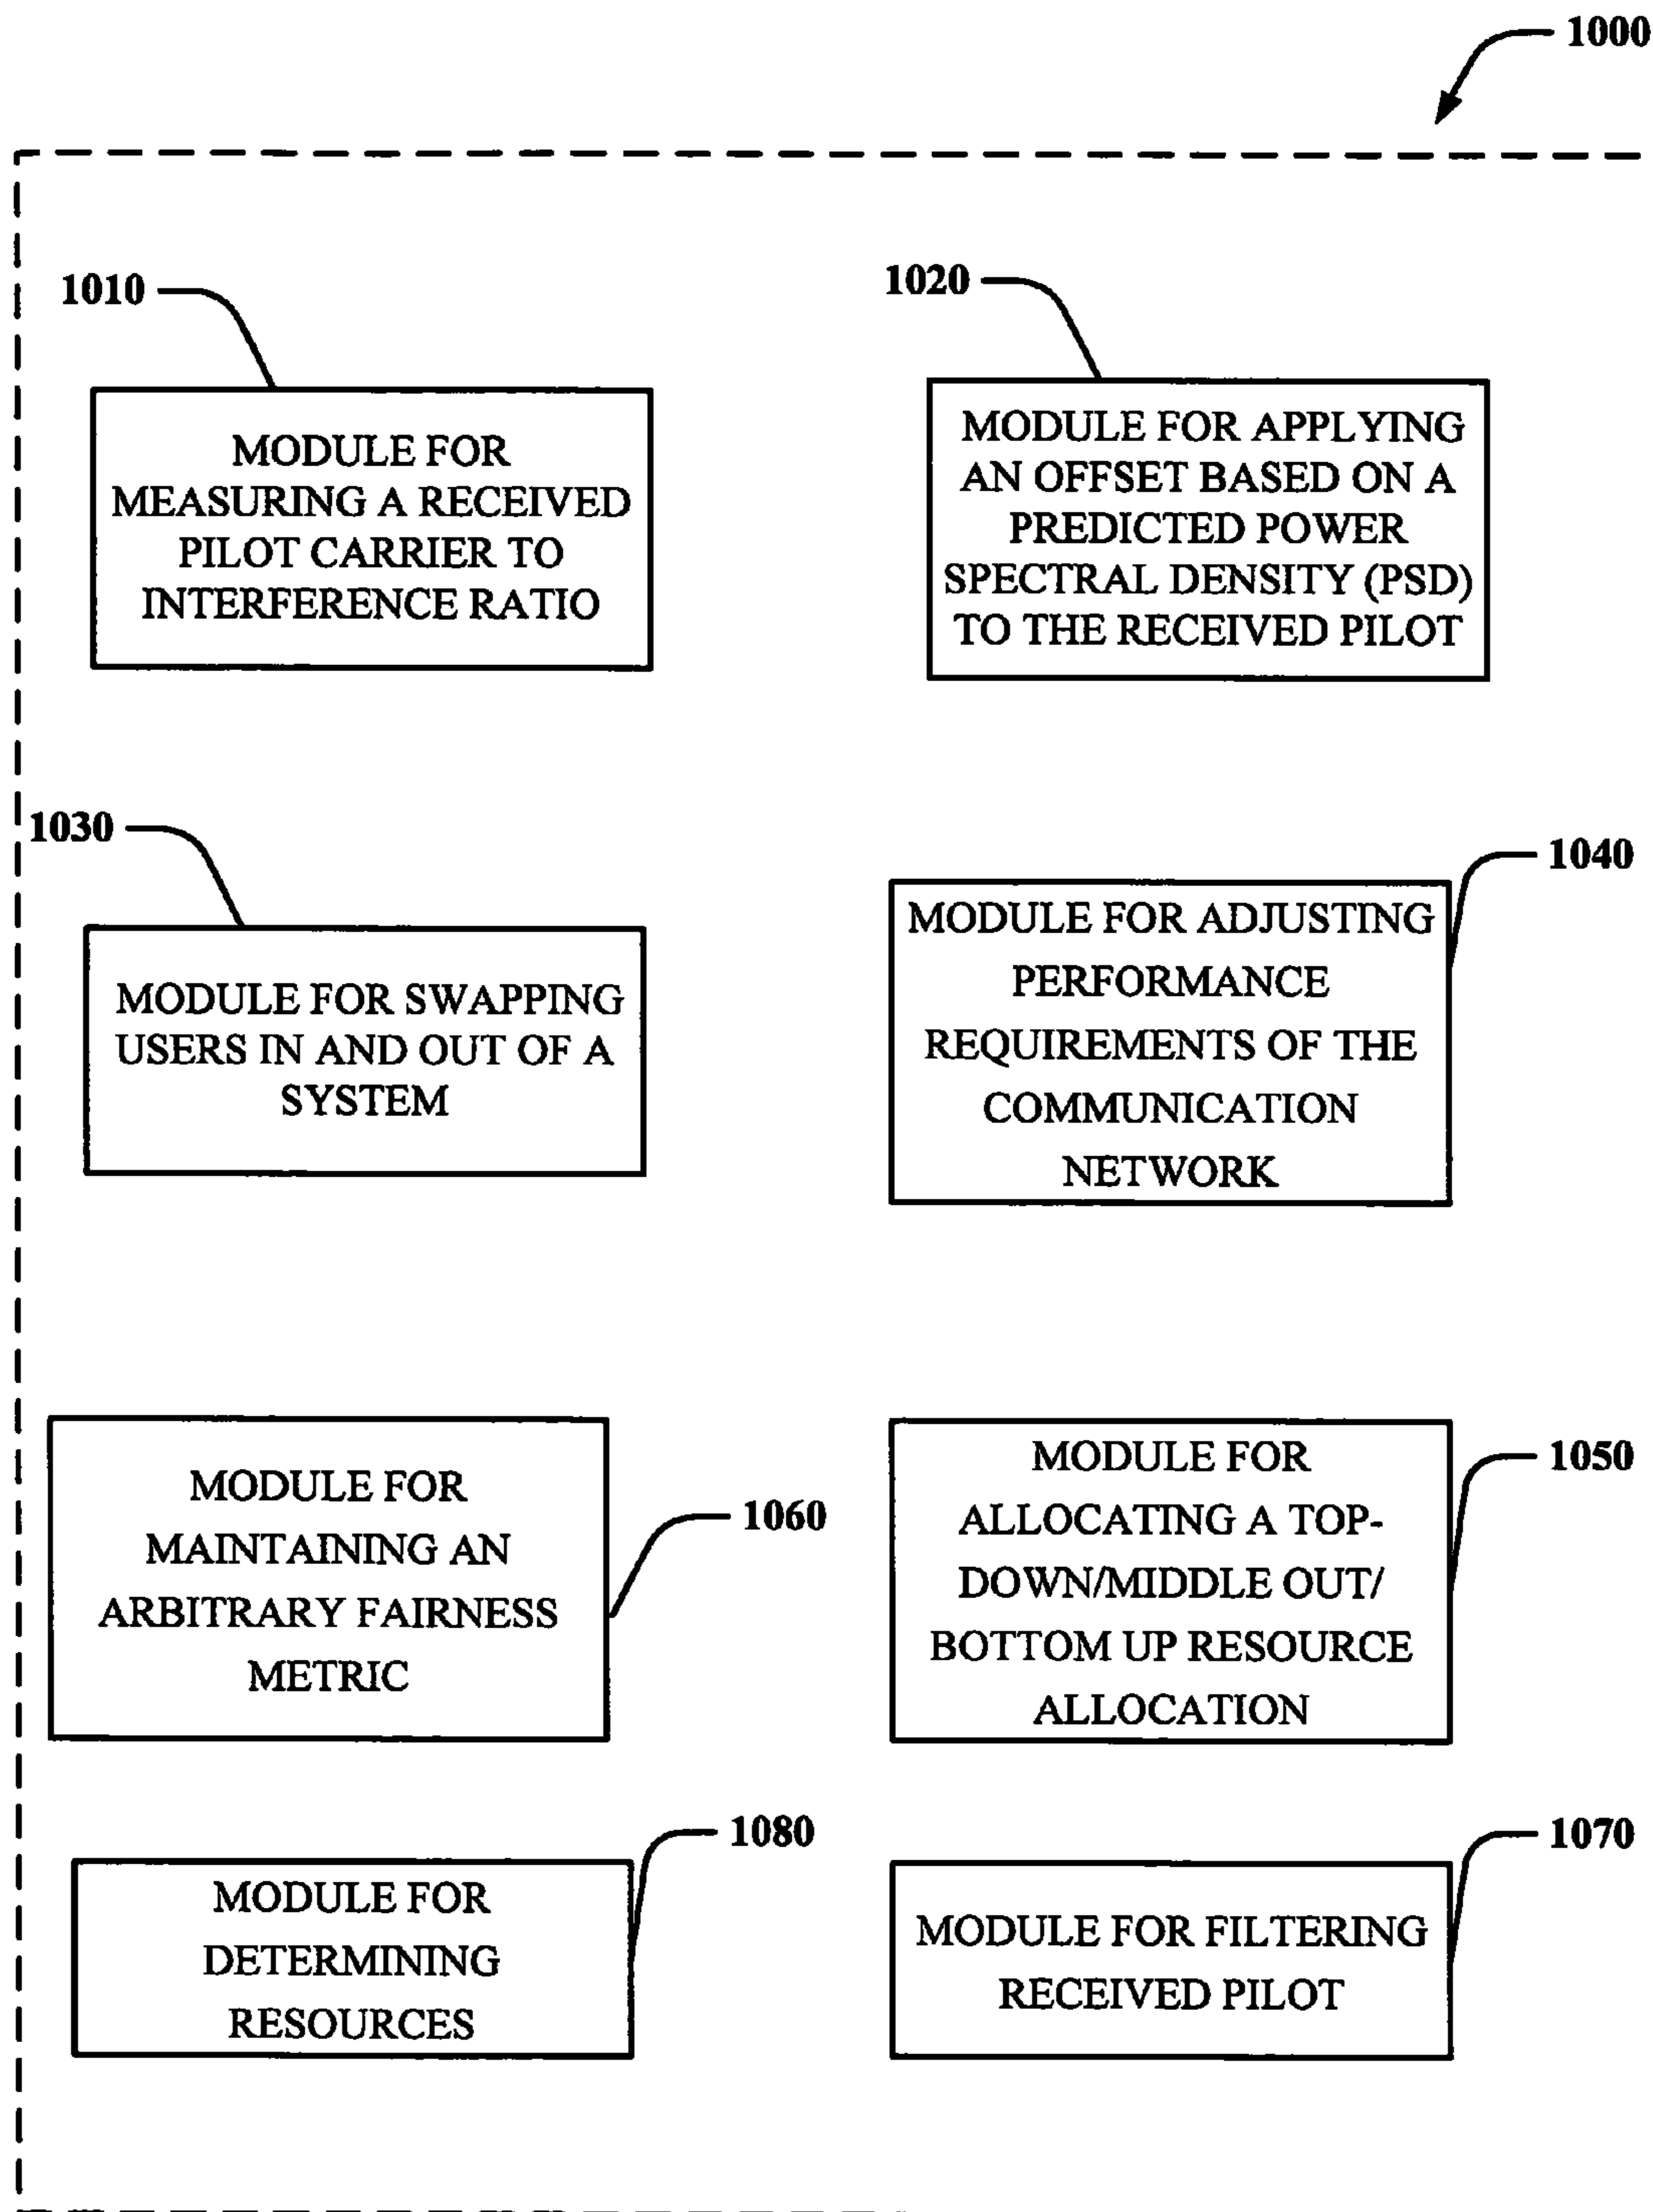 1000
1010
MODULE FOR
MEASURING A RECEIVED
PILOT CARRIER TO
INTERFERENCE RATIO
1020
MODULE FOR APPLYING
AN OFFSET BASED ON A
PREDICTED POWER
SPECTRAL DENSITY (PSD)
TO THE RECEIVED PILOT
1030
MODULE FOR SWAPPING
USERS IN AND OUT OF A
SYSTEM
1040
MODULE FOR ADJUSTING
PERFORMANCE
REQUIREMENTS OF THE
COMMUNICATION
NETWORK
MODULE FOR
MAINTAINING AN
ARBITRARY FAIRNESS
METRIC
1060
MODULE FOR
ALLOCATING A TOP-
DOWN/MIDDLE OUT/
BOTTOM UP RESOURCE
ALLOCATION
1050
MODULE FOR
DETERMINING
RESOURCES
1080
MODULE FOR FILTERING
RECEIVED PILOT
1070